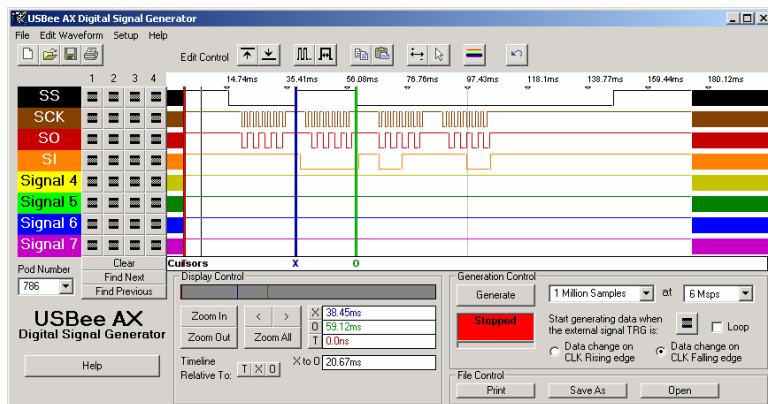 USBee AX Digital Signal Generator
File Edit Waveform Setup Help
Edit Control
1 2 3 4
14.74ms 35.41ms 56.08ms 76.76ms 97.43ms 118.1ms 138.77ms 159.44ms 180.12ms
SS
SCK
SO
SI
Signal 4
Signal 5
Signal 6
Signal 7
Cursors X O
Pod Number
786
Clear
Find Next
Find Previous
USBee AX
Digital Signal Generator
Help
Display Control
Zoom In < >
Zoom Out Zoom All
X 38.45ms
O 59.12ms
T 0.0ns
Timeline
Relative To: T X O
X to O 20.67ms
Generation Control
Generate 1 Million Samples at 6 Msps
Stopped
Start generating data when
the external signal TRG is:
Loop
Data change on
CLK Rising edge
Data change on
CLK Falling edge
File Control
Print Save As Open